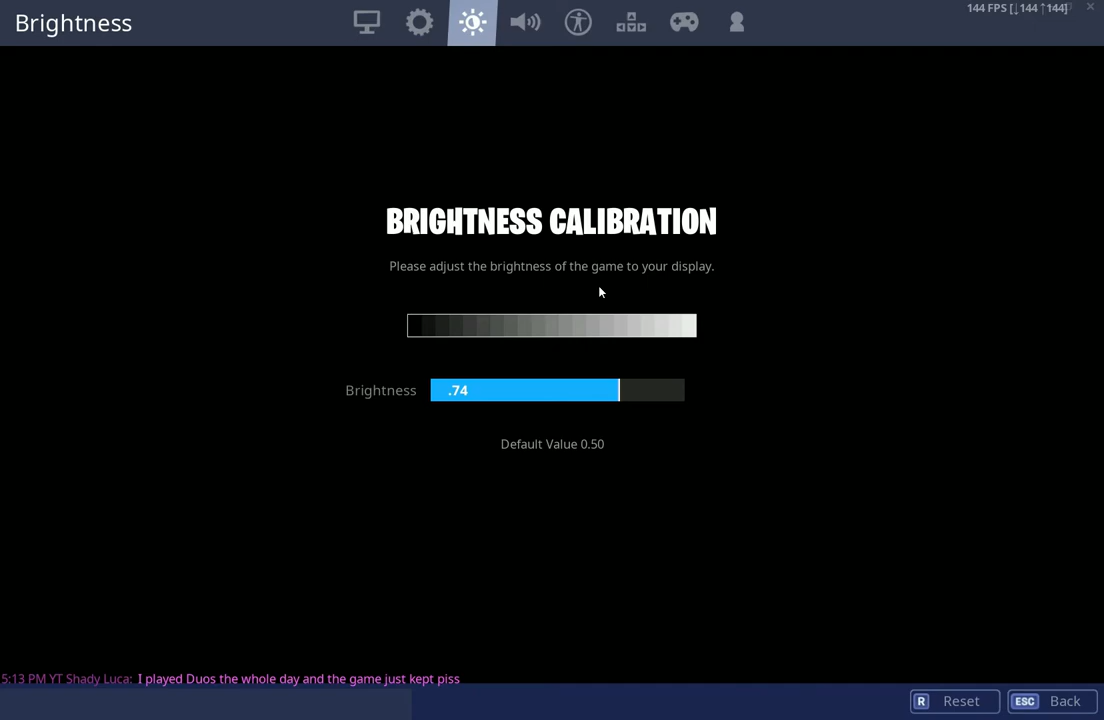 Brightness
144 FPS [↓144 ↑144]
BRIGHTNESS CALIBRATION
Please adjust the brightness of the game to your display.
Brightness .74
Default Value 0.50
5:13 PM YT Shady Luca: I played Duos the whole day and the game just kept piss
R Reset ESC Back